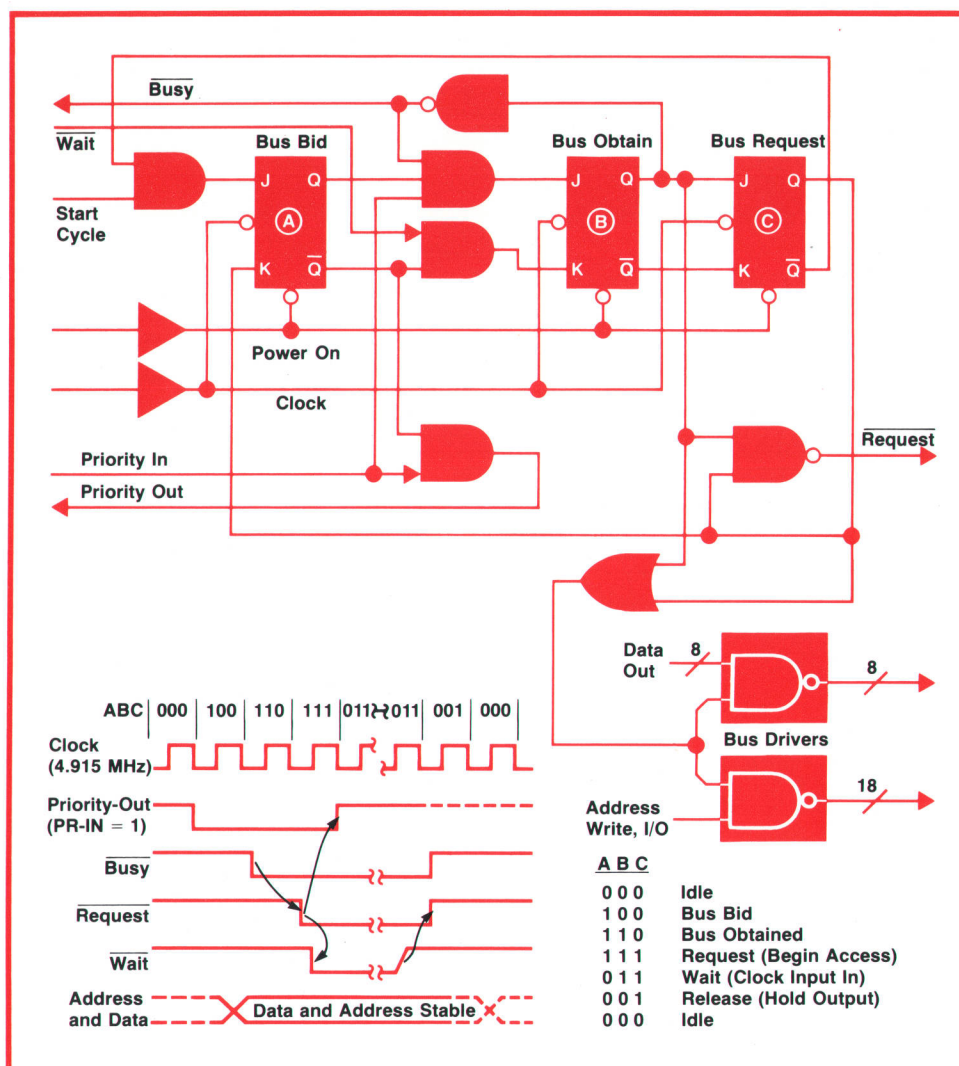 Busy
Wait
Bus Bid
Bus Obtain
Bus Request
J Q
J Q
J Q
Start
Cycle
A
B
C
K Q
K Q
K Q
Power On
Clock
Priority In
Priority Out
Request
Data
Out
8
8
Bus Drivers
18
Address
Write, I/O
ABC 000 100 110 111 011 011 001 000
Clock
(4.915 MHz)
Priority-Out
(PR-IN = 1)
Busy
Request
Wait
Address
and Data
Data and Address Stable
A B C
0 0 0 Idle
1 0 0 Bus Bid
1 1 0 Bus Obtained
1 1 1 Request (Begin Access)
0 1 1 Wait (Clock Input In)
0 0 1 Release (Hold Output)
0 0 0 Idle